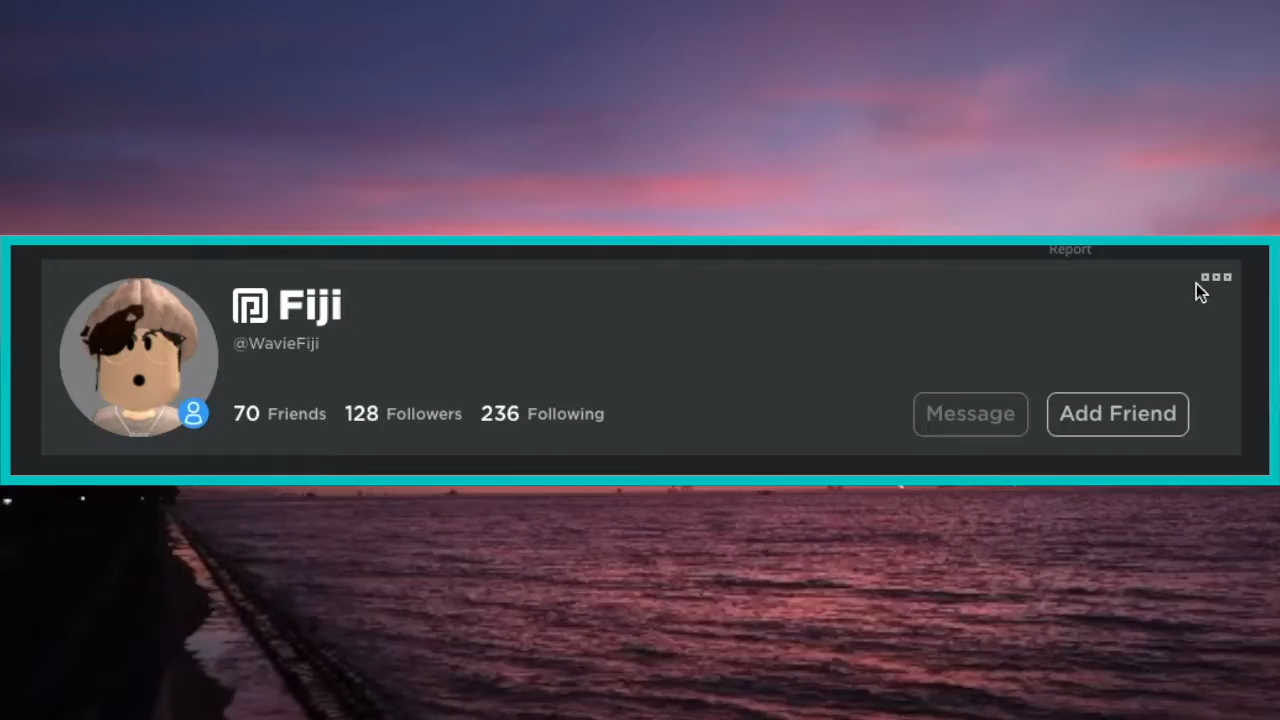 Report
Fiji
@WavieFiji
70 Friends 128 Followers 236 Following
Message Add Friend